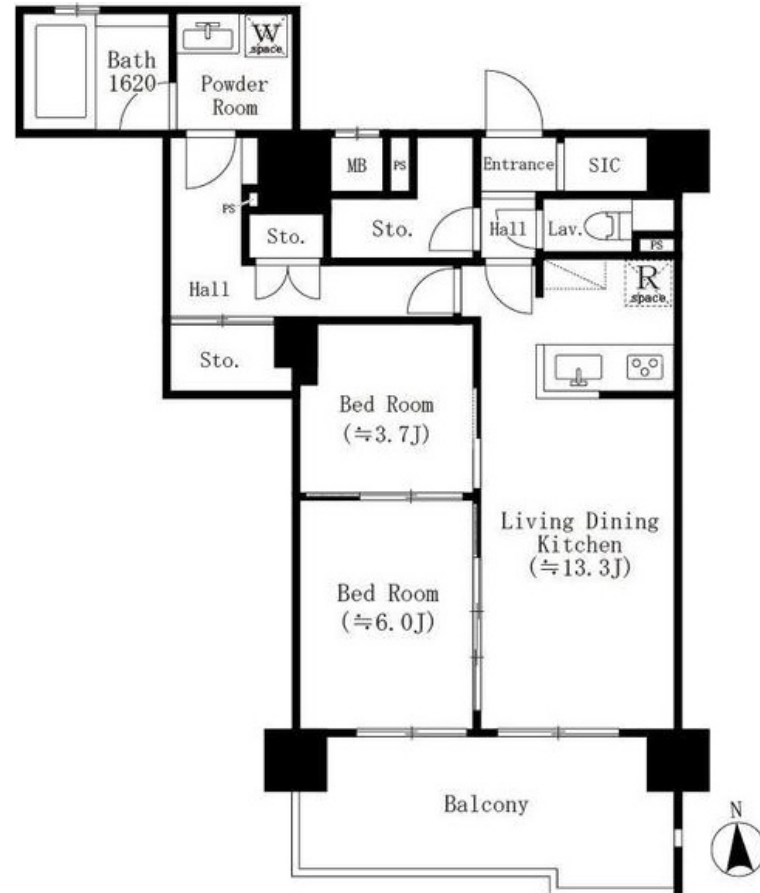 Bath
1620
W
space
Powder
Room
MB
PS
Entrance
SIC
PS
Sto.
Sto.
Hall
Lav.
PS
Hall
R
space
Sto.
Bed Room
(≒3.7J)
Living Dining
Kitchen
(≒13.3J)
Bed Room
(≒6.0J)
Balcony
N